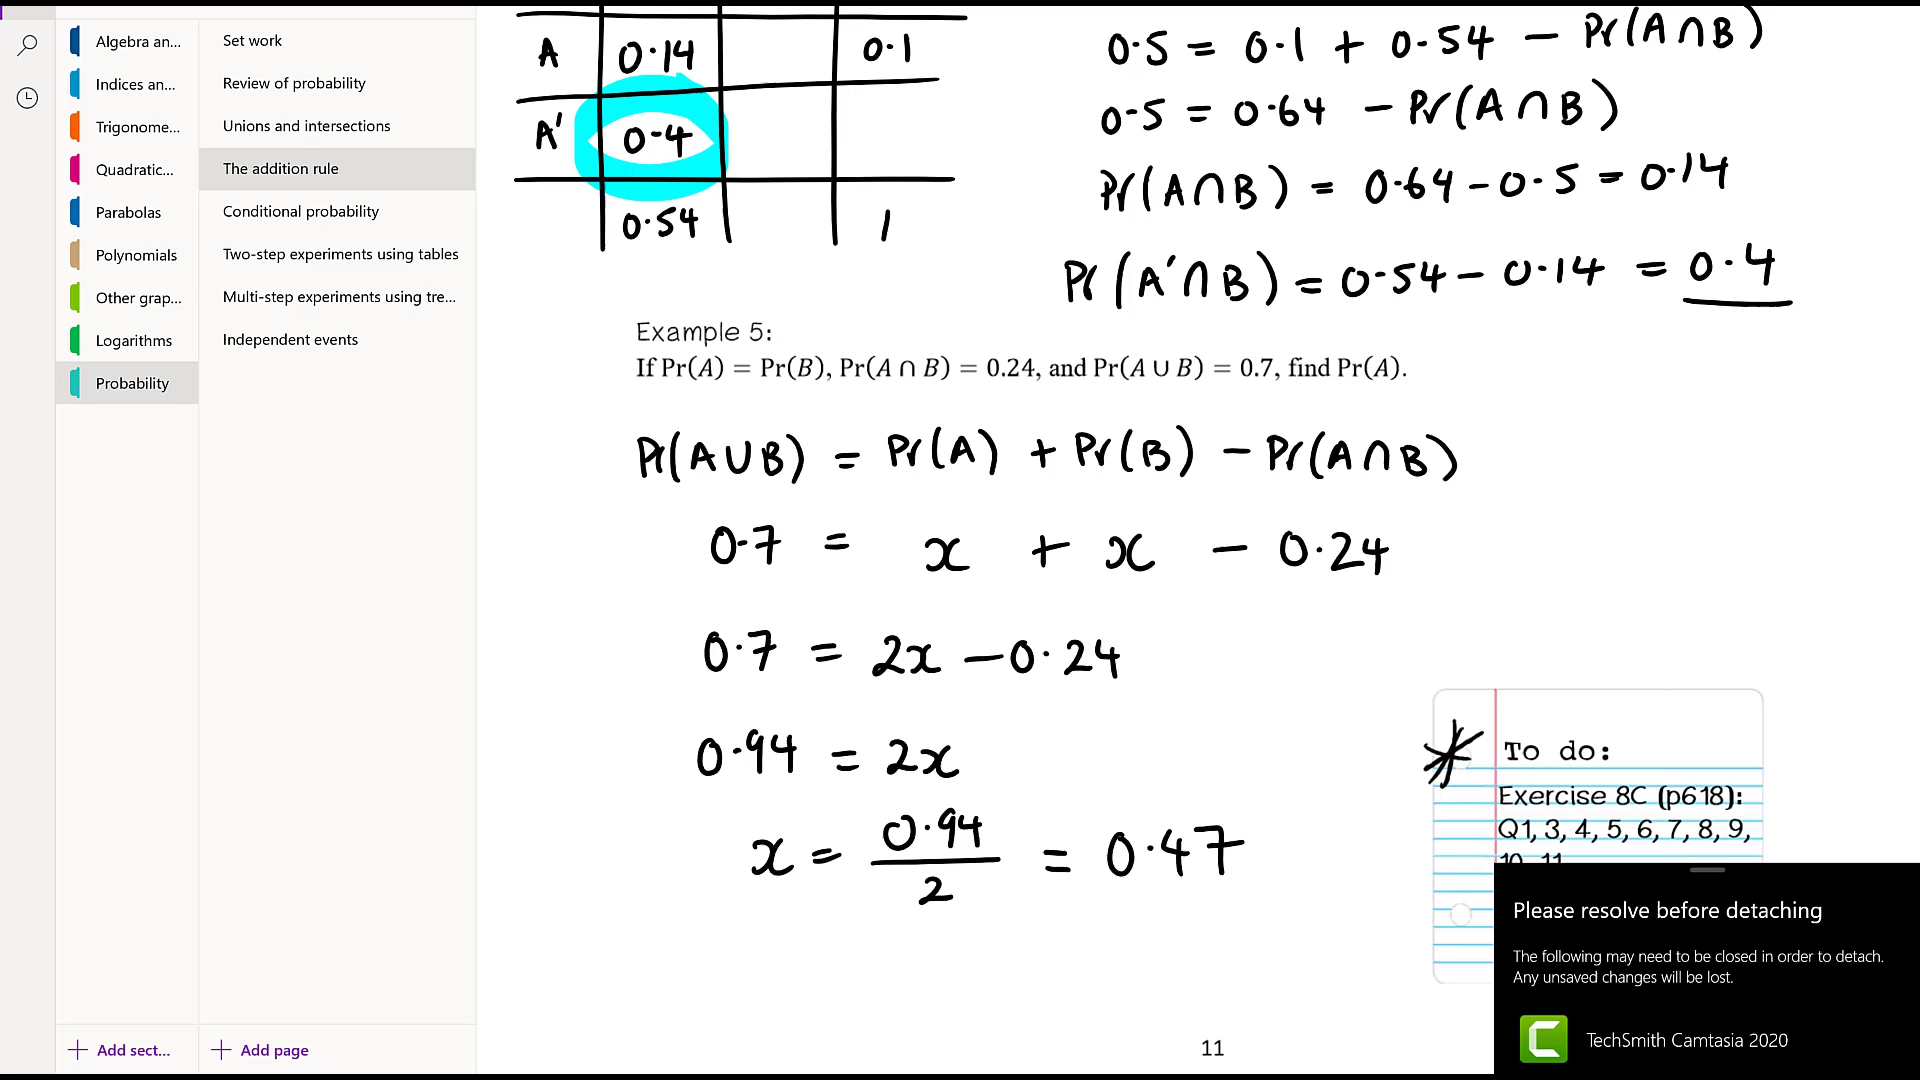 Algebra an...
Indices an...
Trigonome...
Quadratic...
Parabolas
Polynomials
Other grap...
Logarithms
Probability
Add sect...
Set work
Review of probability
Unions and intersections
The addition rule
Conditional probability
Two-step experiments using tables
Multi-step experiments using tre...
Independent events
Add page
A 0.14 0.1
A' 0.4
0.54 1
0.5 = 0.1 + 0.54 - Pr(A ∩ B)
0.5 = 0.64 - Pr(A ∩ B)
Pr(A ∩ B) = 0.64 - 0.5 = 0.14
Pr(A' ∩ B) = 0.54 - 0.14 = 0.4
Example 5:
If Pr(A) = Pr(B), Pr(A ∩ B) = 0.24, and Pr(A ∪ B) = 0.7, find Pr(A).
Pr(A ∪ B) = Pr(A) + Pr(B) - Pr(A ∩ B)
0.7 = x + x - 0.24
0.7 = 2x - 0.24
0.94 = 2x
x = 0.94/2 = 0.47
To do:
Exercise 8C (p618):
Q1, 3, 4, 5, 6, 7, 8, 9,
10, 11
11
Please resolve before detaching
The following may need to be closed in order to detach.
Any unsaved changes will be lost.
TechSmith Camtasia 2020